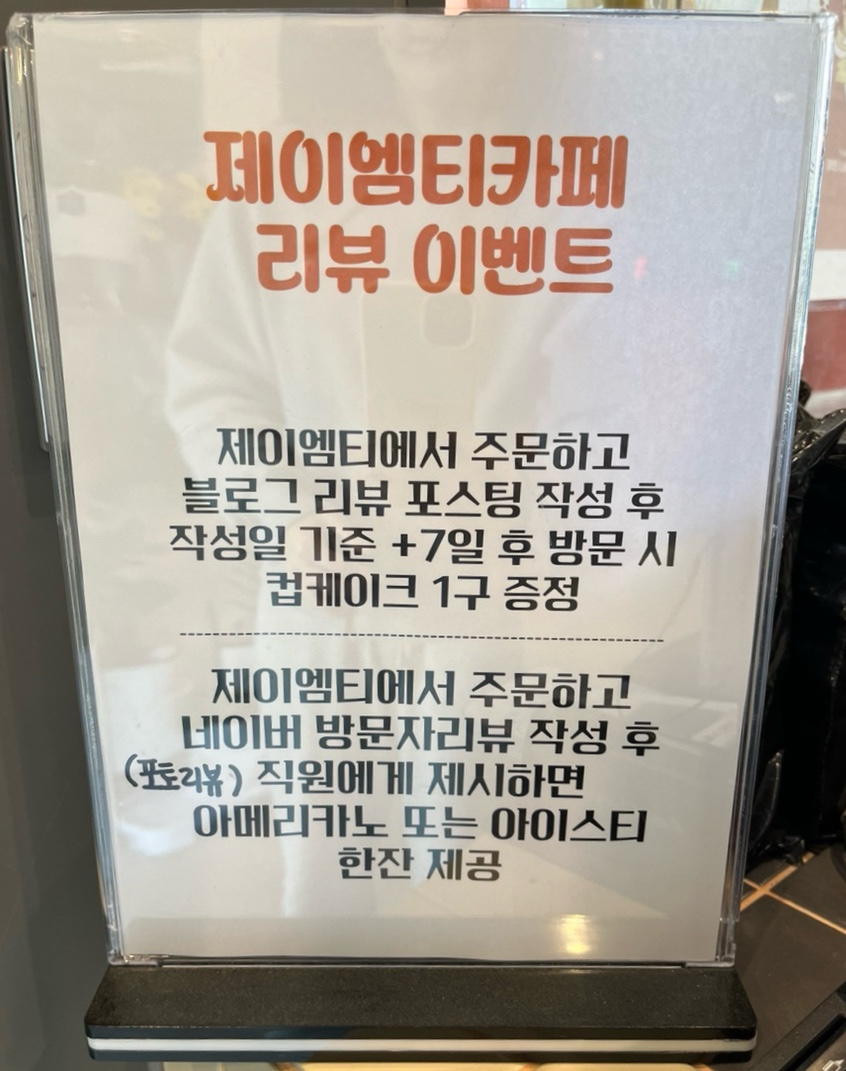 제이엠티카페
리뷰 이벤트
제이엠티에서 주문하고
블로그 리뷰 포스팅 작성 후
작성일 기준 +7일 후 방문 시
컵케이크 1구 증정
제이엠티에서 주문하고
네이버 방문자리뷰 작성 후
(포토리뷰) 직원에게 제시하면
아메리카노 또는 아이스티
한잔 제공